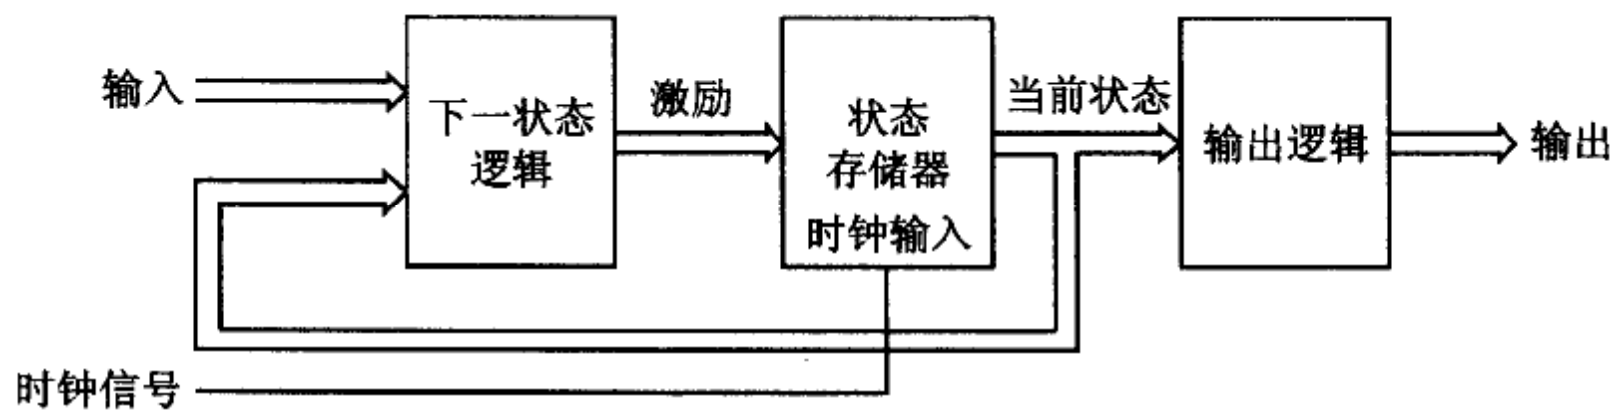 输入
下一状态
逻辑
激励
状态
存储器
时钟输入
当前状态
输出逻辑
输出
时钟信号